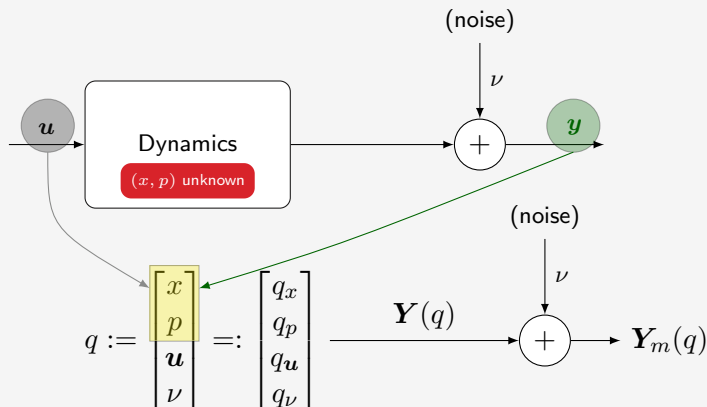 (noise)
ν
u
Dynamics
(x, p) unknown
+
y
(noise)
ν
q := [x p u ν] =: [q_x q_p q_u q_ν]
Y(q)
+
Y_m(q)